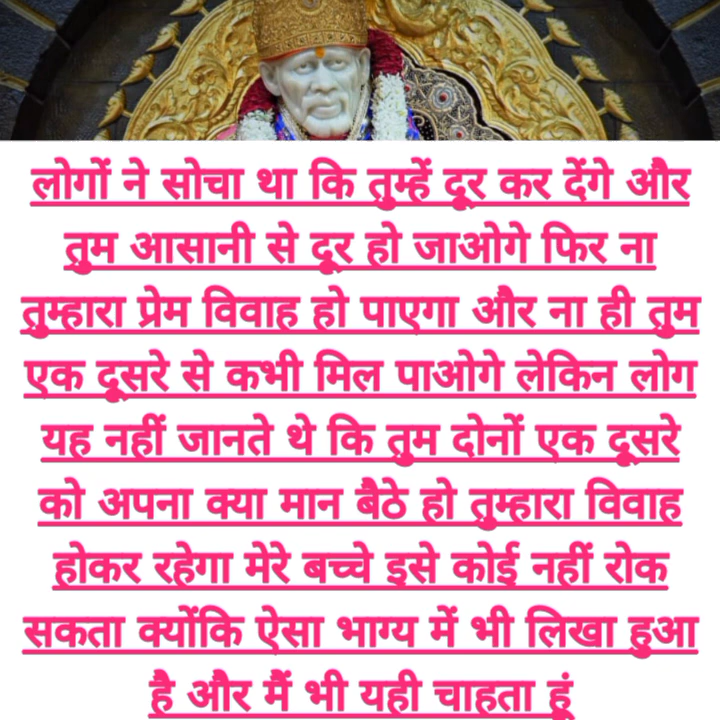 लोगों ने सोचा था कि तुम्हें दूर कर देंगे और
तुम आसानी से दूर हो जाओगे फिर ना
तुम्हारा प्रेम विवाह हो पाएगा और ना ही तुम
एक दूसरे से कभी मिल पाओगे लेकिन लोग
यह नहीं जानते थे कि तुम दोनों एक दूसरे
को अपना क्या मान बैठे हो तुम्हारा विवाह
होकर रहेगा मेरे बच्चे इसे कोई नहीं रोक
सकता क्योंकि ऐसा भाग्य में भी लिखा हुआ
है और मैं भी यही चाहता हूं